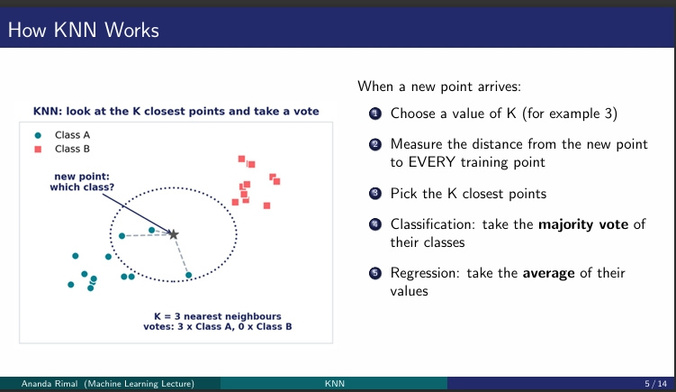 How KNN Works
KNN: look at the K closest points and take a vote
Class A
Class B
new point:
which class?
K = 3 nearest neighbours
votes: 3 x Class A, 0 x Class B
When a new point arrives:
1 Choose a value of K (for example 3)
2 Measure the distance from the new point
to EVERY training point
3 Pick the K closest points
4 Classification: take the majority vote of
their classes
5 Regression: take the average of their
values
Ananda Rimal (Machine Learning Lecture)
KNN
5 / 14